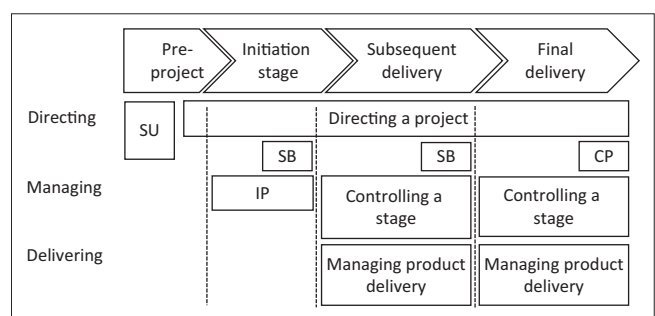 Pre-
project
Initiation
stage
Subsequent
delivery
Final
delivery
Directing
SU
Directing a project
SB
SB
CP
Managing
IP
Controlling a
stage
Controlling a
stage
Delivering
Managing product
delivery
Managing product
delivery